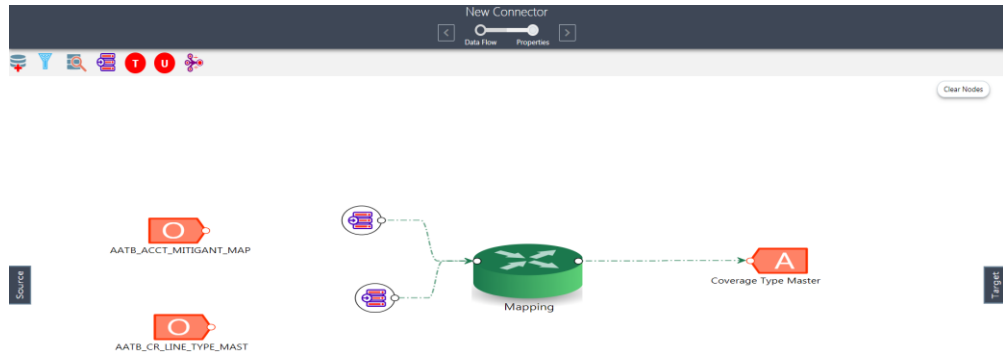 New Connector
<
>
Data Flow
Properties
T
U
Clear Nodes
O
AATB_ACCT_MITIGANT_MAP
A
Source
Coverage Type Master
Target
Mapping
O
AATB_CR_LINE_TYPE_MAST